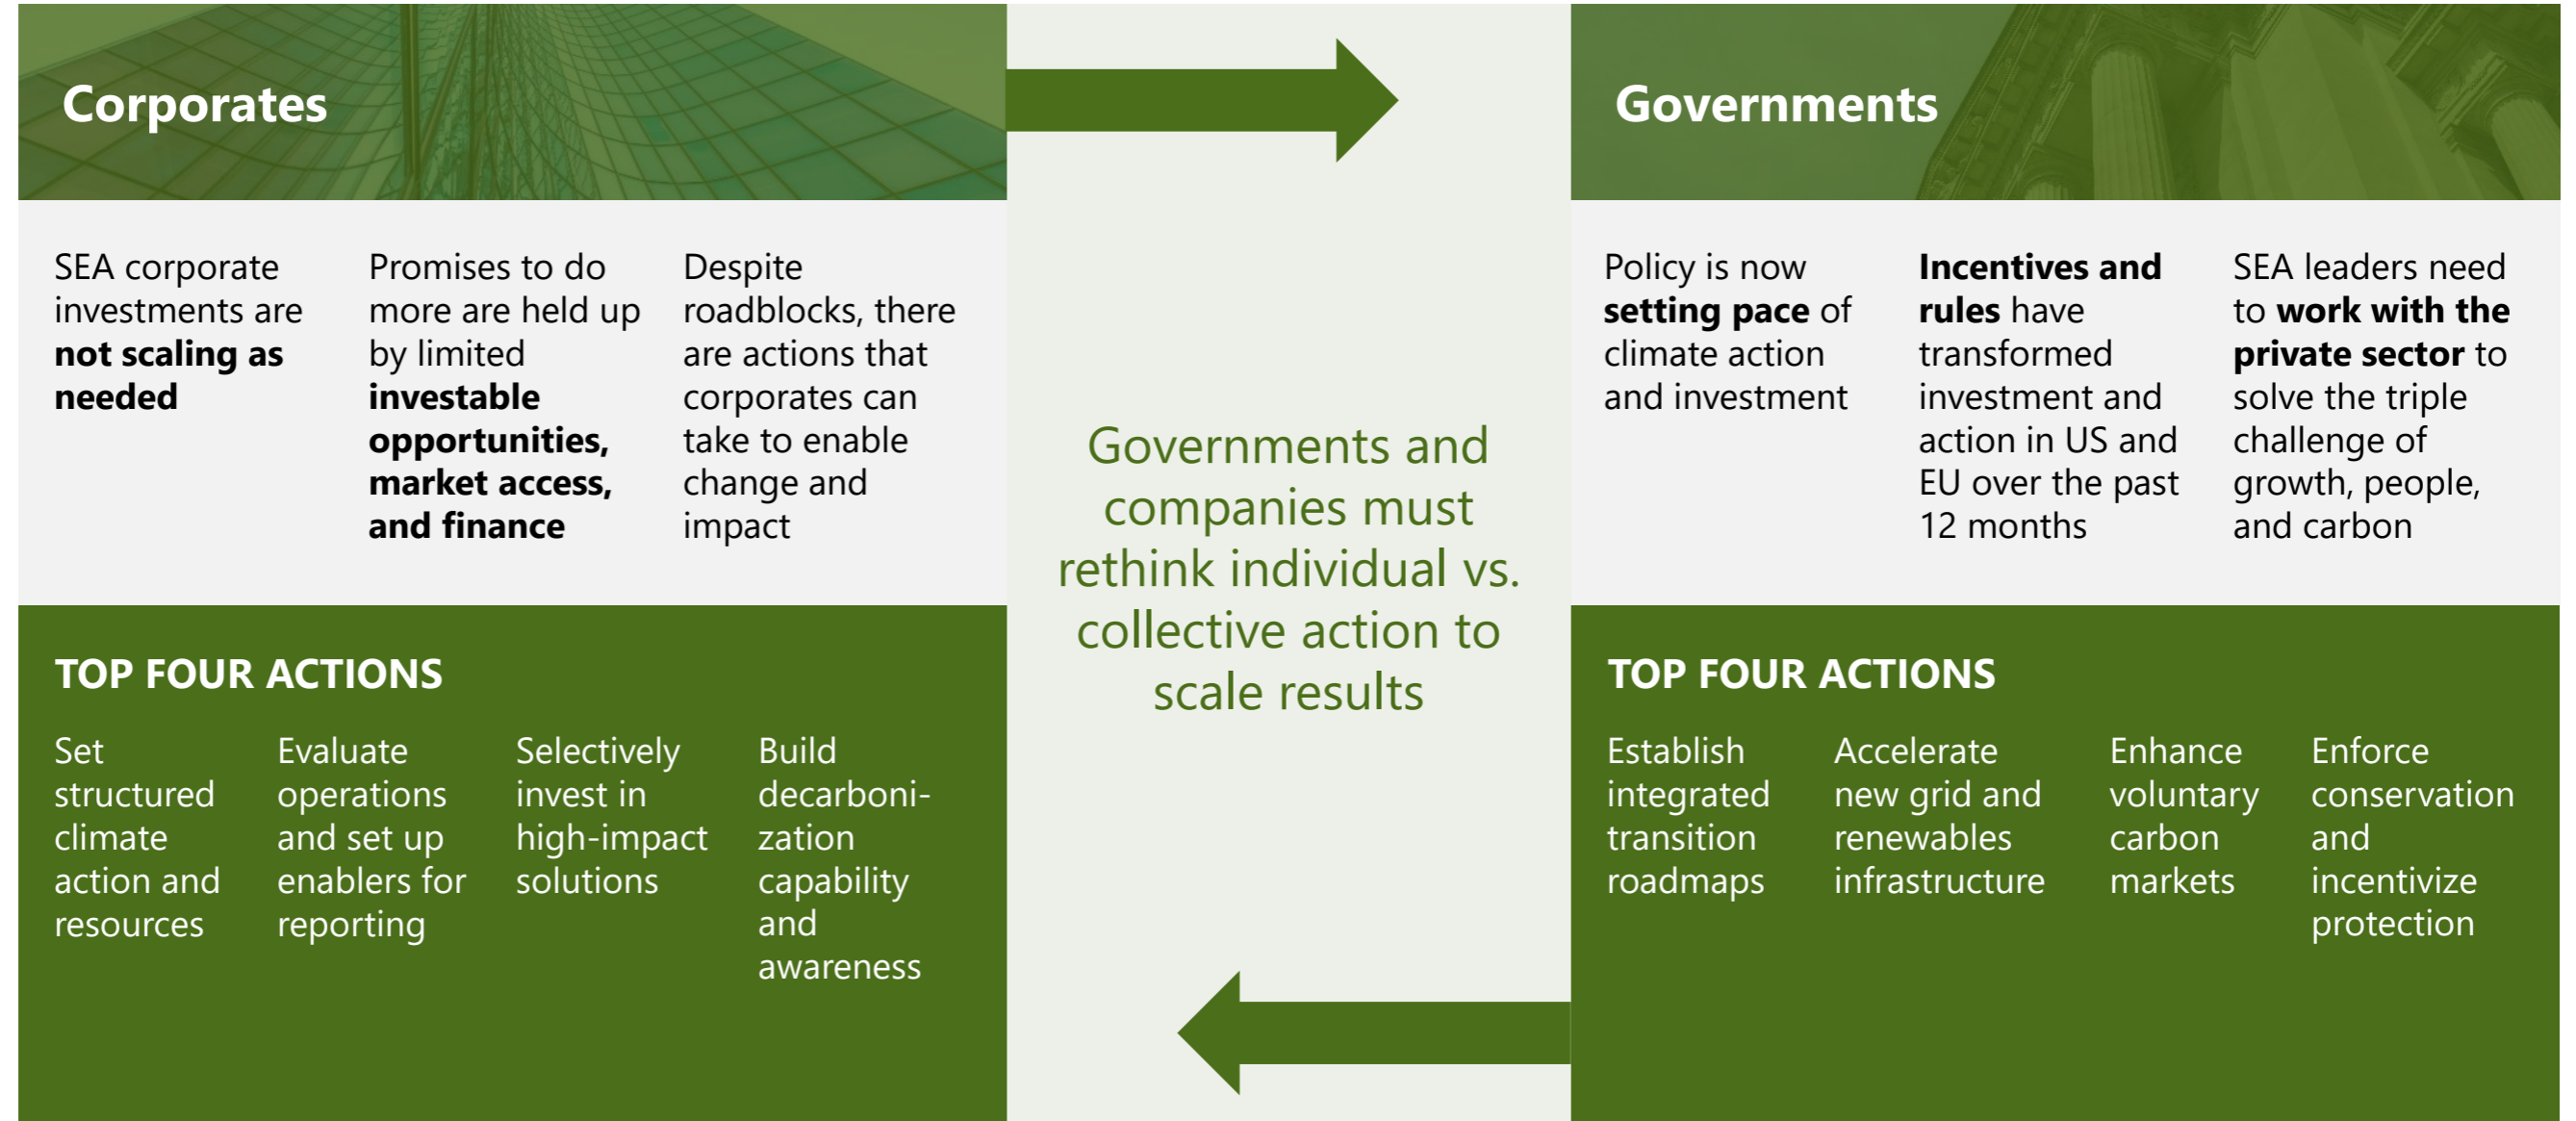 Corporates
SEA corporate
investments are
not scaling as
needed
Promises to do
more are held up
by limited
investable
opportunities,
market access,
and finance
Despite
roadblocks, there
are actions that
corporates can
take to enable
change and
impact
TOP FOUR ACTIONS
Set
structured
climate
action and
resources
Evaluate
operations
and set up
enablers for
reporting
Selectively
invest in
high-impact
solutions
Build
decarboni-
zation
capability
and
awareness
Governments and
companies must
rethink individual vs.
collective action to
scale results
Governments
Policy is now
setting pace of
climate action
and investment
Incentives and
rules have
transformed
investment and
action in US and
EU over the past
12 months
SEA leaders need
to work with the
private sector to
solve the triple
challenge of
growth, people,
and carbon
TOP FOUR ACTIONS
Establish
integrated
transition
roadmaps
Accelerate
new grid and
renewables
infrastructure
Enhance
voluntary
carbon
markets
Enforce
conservation
and
incentivize
protection